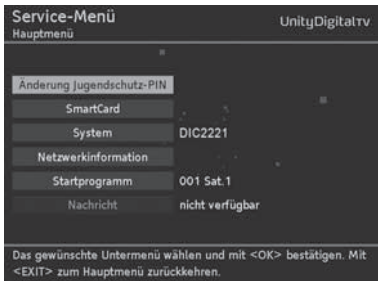 Service-Menü
UnityDigitalTV
Hauptmenü
Änderung Jugendschutz-PIN
SmartCard
System DIC2221
Netzwerkinformation
Startprogramm 001 Sat.1
Nachricht nicht verfügbar
Das gewünschte Untermenü wählen und mit <OK> bestätigen. Mit
<EXIT> zum Hauptmenü zurückkehren.